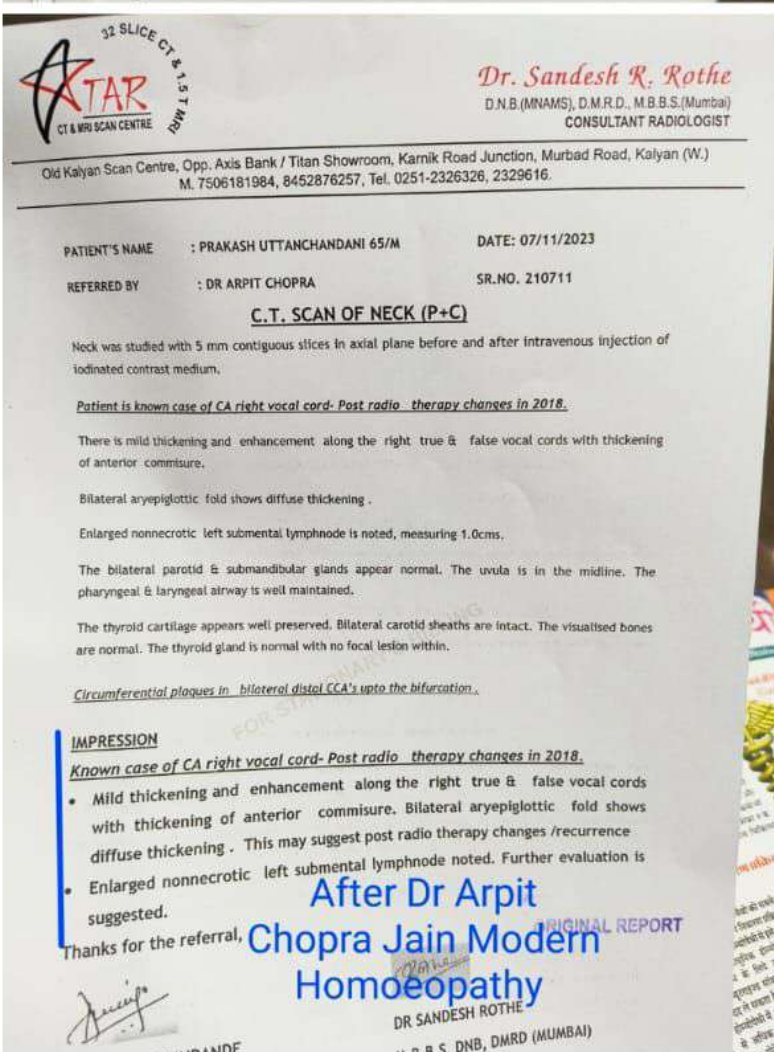 32 SLICE CT & 1.5 T MRI
STAR
CT & MRI SCAN CENTRE
Dr. Sandesh R. Rothe
D.N.B.(MNAMS), D.M.R.D., M.B.B.S.(Mumbai)
CONSULTANT RADIOLOGIST
Old Kalyan Scan Centre, Opp. Axis Bank / Titan Showroom, Karnik Road Junction, Murbad Road, Kalyan (W.)
M. 7506181984, 8452876257, Tel. 0251-2326326, 2329616.
PATIENT'S NAME : PRAKASH UTTANCHANDANI 65/M DATE: 07/11/2023
REFERRED BY : DR ARPIT CHOPRA SR.NO. 210711
C.T. SCAN OF NECK (P+C)
Neck was studied with 5 mm contiguous slices in axial plane before and after intravenous injection of
iodinated contrast medium.
Patient is known case of CA right vocal cord- Post radio therapy changes in 2018.
There is mild thickening and enhancement along the right true & false vocal cords with thickening
of anterior commisure.
Bilateral aryepiglottic fold shows diffuse thickening .
Enlarged nonnecrotic left submental lymphnode is noted, measuring 1.0cms.
The bilateral parotid & submandibular glands appear normal. The uvula is in the midline. The
pharyngeal & laryngeal airway is well maintained.
The thyroid cartilage appears well preserved. Bilateral carotid sheaths are intact. The visualised bones
are normal. The thyroid gland is normal with no focal lesion within.
Circumferential plaques in bilateral distal CCA's upto the bifurcation .
IMPRESSION
Known case of CA right vocal cord- Post radio therapy changes in 2018.
• Mild thickening and enhancement along the right true & false vocal cords
with thickening of anterior commisure. Bilateral aryepiglottic fold shows
diffuse thickening . This may suggest post radio therapy changes /recurrence
• Enlarged nonnecrotic left submental lymphnode noted. Further evaluation is
suggested.
Thanks for the referral,
After Dr Arpit
Chopra Jain Modern
Homoeopathy
ORIGINAL REPORT
DR SANDESH ROTHE
DNB, DMRD (MUMBAI)